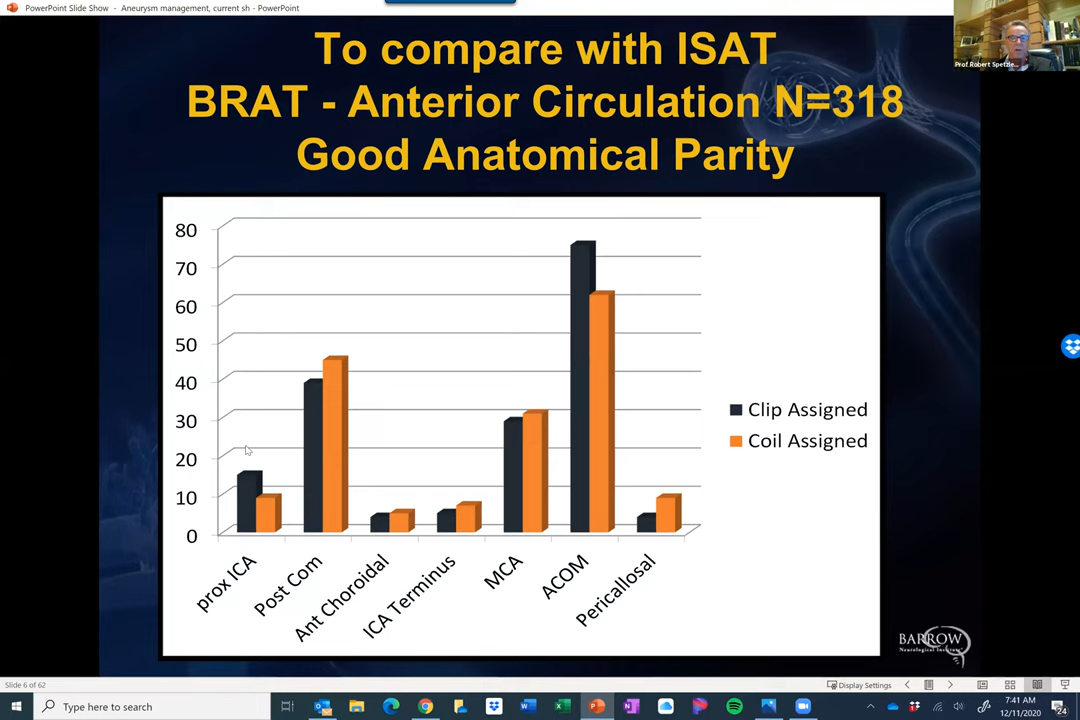 PowerPoint Slide Show - Aneurysm management, current sh - PowerPoint
Prof.Robert Spetzle...
To compare with ISAT
BRAT - Anterior Circulation N=318
Good Anatomical Parity
80
70
60
50
40
30
20
10
0
prox ICA
Post Com
Ant Choroidal
ICA Terminus
MCA
ACOM
Pericallosal
Clip Assigned
Coil Assigned
BARROW
Neurological Institute
Slide 6 of 62
Display Settings
Type here to search
7:41 AM
12/11/2020
24